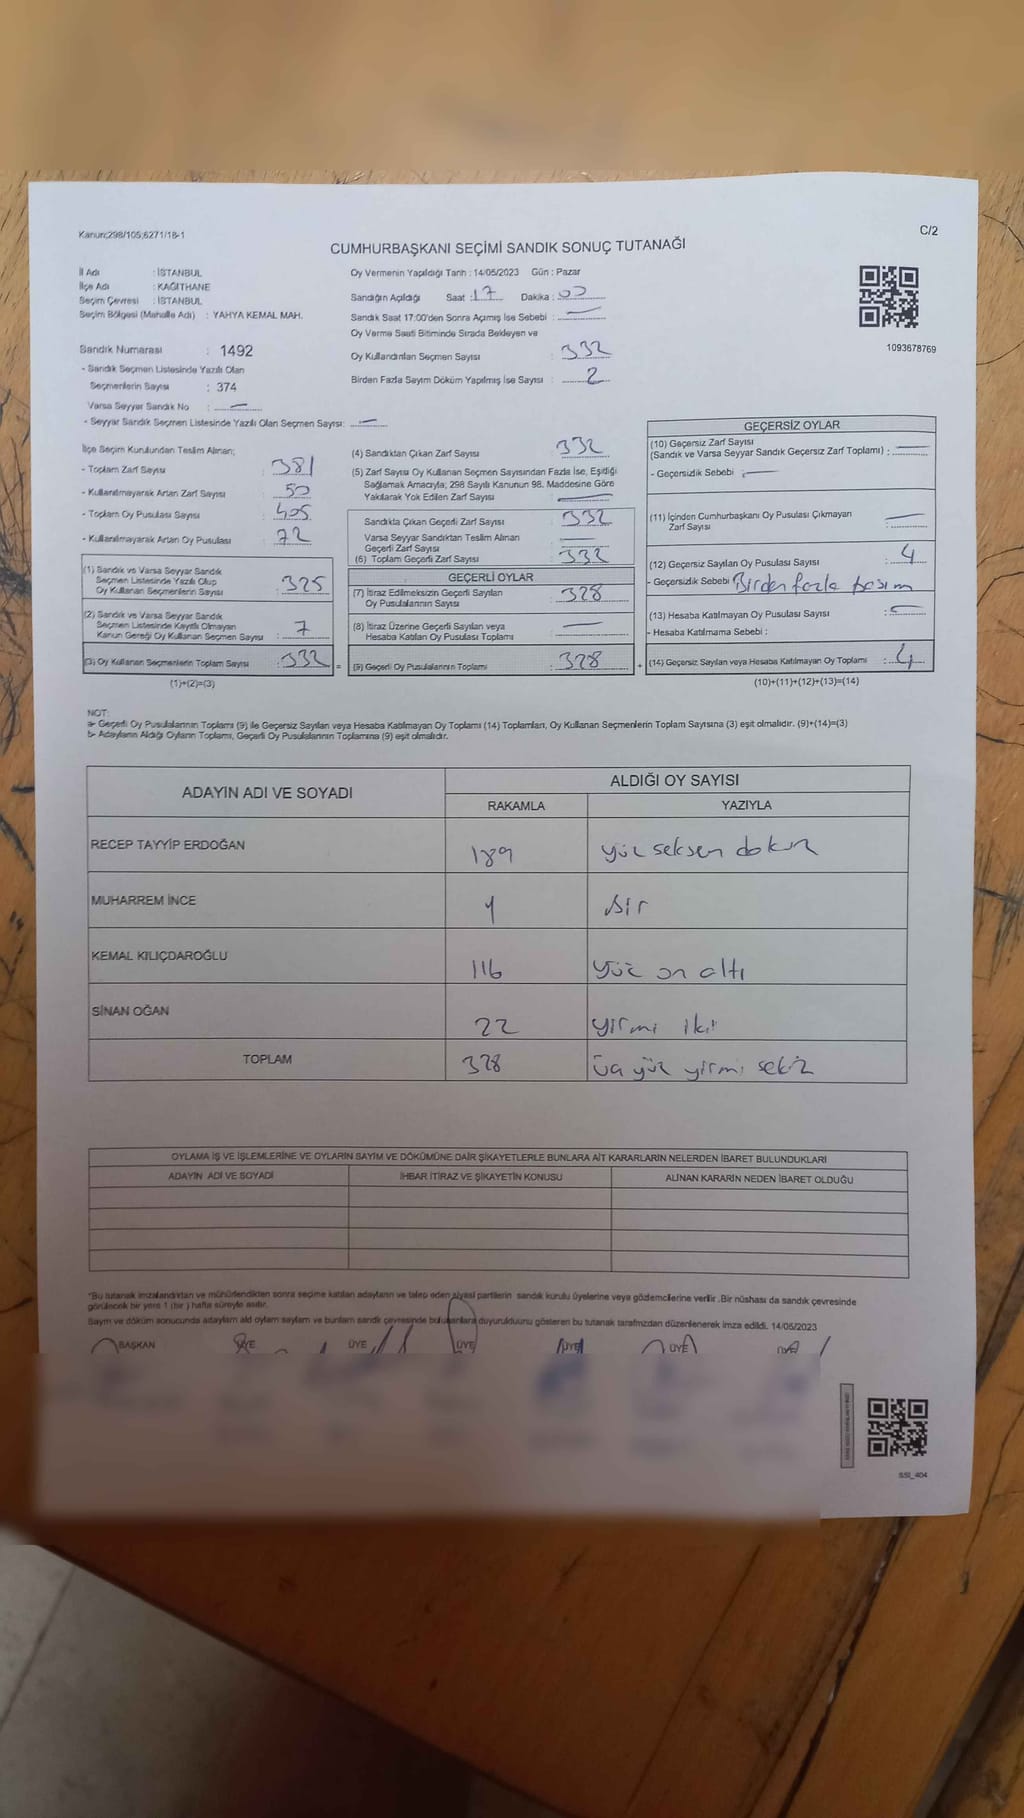 Kanun;298/105;6271/18-1
C/2
CUMHURBAŞKANI SEÇİMİ SANDIK SONUÇ TUTANAĞI
İl Adı : İSTANBUL
İlçe Adı : KAĞITHANE
Seçim Çevresi : İSTANBUL
Seçim Bölgesi (Mahalle Adı) : YAHYA KEMAL MAH.
Oy Vermenin Yapıldığı Tarih : 14/05/2023 Gün : Pazar
Sandığın Açıldığı Saat : 17 Dakika : 00
Sandık Saat 17:00'den Sonra Açımış İse Sebebi : —
Oy Verme Saati Bitiminde Sırada Bekleyen ve
Oy Kullandırılan Seçmen Sayısı : 332
Birden Fazla Sayım Döküm Yapılmış İse Sayısı : 2
1093678769
Sandık Numarası : 1492
- Sandık Seçmen Listesinde Yazılı Olan
Seçmenlerin Sayısı : 374
Varsa Seyyar Sandık No : —
- Seyyar Sandık Seçmen Listesinde Yazılı Olan Seçmen Sayısı: —
İlçe Seçim Kurulundan Teslim Alınan;
- Toplam Zarf Sayısı : 381
- Kullanılmayarak Artan Zarf Sayısı : 50
- Toplam Oy Pusulası Sayısı : 405
- Kullanılmayarak Artan Oy Pusulası : 72
(1) Sandık ve Varsa Seyyar Sandık
Seçmen Listesinde Yazılı Olup
Oy Kullanan Seçmenlerin Sayısı : 325
(2) Sandık ve Varsa Seyyar Sandık
Seçmen Listesinde Kayıtlı Olmayan
Kanun Gereği Oy Kullanan Seçmen Sayısı : 7
(3) Oy Kullanan Seçmenlerin Toplam Sayısı : 332 =
(1)+(2)=(3)
(4) Sandıktan Çıkan Zarf Sayısı : 332
(5) Zarf Sayısı Oy Kullanan Seçmen Sayısından Fazla İse, Eşitliği
Sağlamak Amacıyla; 298 Sayılı Kanunun 98. Maddesine Göre
Yakılarak Yok Edilen Zarf Sayısı : —
Sandıkta Çıkan Geçerli Zarf Sayısı : 332
Varsa Seyyar Sandıktan Teslim Alınan
Geçerli Zarf Sayısı : —
(6) Toplam Geçerli Zarf Sayısı : 332
GEÇERLİ OYLAR
(7) İtiraz Edilmeksizin Geçerli Sayılan
Oy Pusulalarının Sayısı : 328
(8) İtiraz Üzerine Geçerli Sayılan veya
Hesaba Katılan Oy Pusulası Toplamı : —
(9) Geçerli Oy Pusulalarının Toplamı : 328 +
GEÇERSİZ OYLAR
(10) Geçersiz Zarf Sayısı
(Sandık ve Varsa Seyyar Sandık Geçersiz Zarf Toplamı) : —
- Geçersizlik Sebebi : —
(11) İçinden Cumhurbaşkanı Oy Pusulası Çıkmayan
Zarf Sayısı : —
(12) Geçersiz Sayılan Oy Pusulası Sayısı : 4
- Geçersizlik Sebebi : Birden fazla basım
(13) Hesaba Katılmayan Oy Pusulası Sayısı : —
- Hesaba Katılmama Sebebi :
(14) Geçersiz Sayılan veya Hesaba Katılmayan Oy Toplamı : 4
(10)+(11)+(12)+(13)=(14)
NOT:
a- Geçerli Oy Pusulalarının Toplamı (9) ile Geçersiz Sayılan veya Hesaba Katılmayan Oy Toplamı (14) Toplamları, Oy Kullanan Seçmenlerin Toplam Sayısına (3) eşit olmalıdır. (9)+(14)=(3)
b- Adayların Aldığı Oyların Toplamı, Geçerli Oy Pusulalarının Toplamına (9) eşit olmalıdır.
ADAYIN ADI VE SOYADI
ALDIĞI OY SAYISI
RAKAMLA YAZIYLA
RECEP TAYYİP ERDOĞAN 189 yüz seksen dokuz
MUHARREM İNCE 1 bir
KEMAL KILIÇDAROĞLU 116 yüz on altı
SİNAN OĞAN 22 yirmi iki
TOPLAM 328 üç yüz yirmi sekiz
OYLAMA İŞ VE İŞLEMLERİNE VE OYLARIN SAYIM VE DÖKÜMÜNE DAİR ŞİKAYETLERLE BUNLARA AİT KARARLARIN NELERDEN İBARET BULUNDUKLARI
ADAYIN ADI VE SOYADI İHBAR İTİRAZ VE ŞİKAYETİN KONUSU ALINAN KARARIN NEDEN İBARET OLDUĞU
*Bu tutanak imzalandıktan ve mühürlendikten sonra seçime katılan adayların ve talep eden siyasi partilerin sandık kurulu üyelerine veya gözlemcilerine verilir. Bir nüshası da sandık çevresinde
görülecek bir yere 1 (bir ) hafta süreyle asılır.
Sayım ve döküm sonucunda adayların ald oyların sayların ve bunların sandk çevresinde bulunanlara duyurulduunu gösteren bu tutanak tarafmzdan düzenlenerek imza edildi. 14/05/2023
BAŞKAN ÜYE ÜYE ÜYE ÜYE ÜYE ÜYE
SSI_404